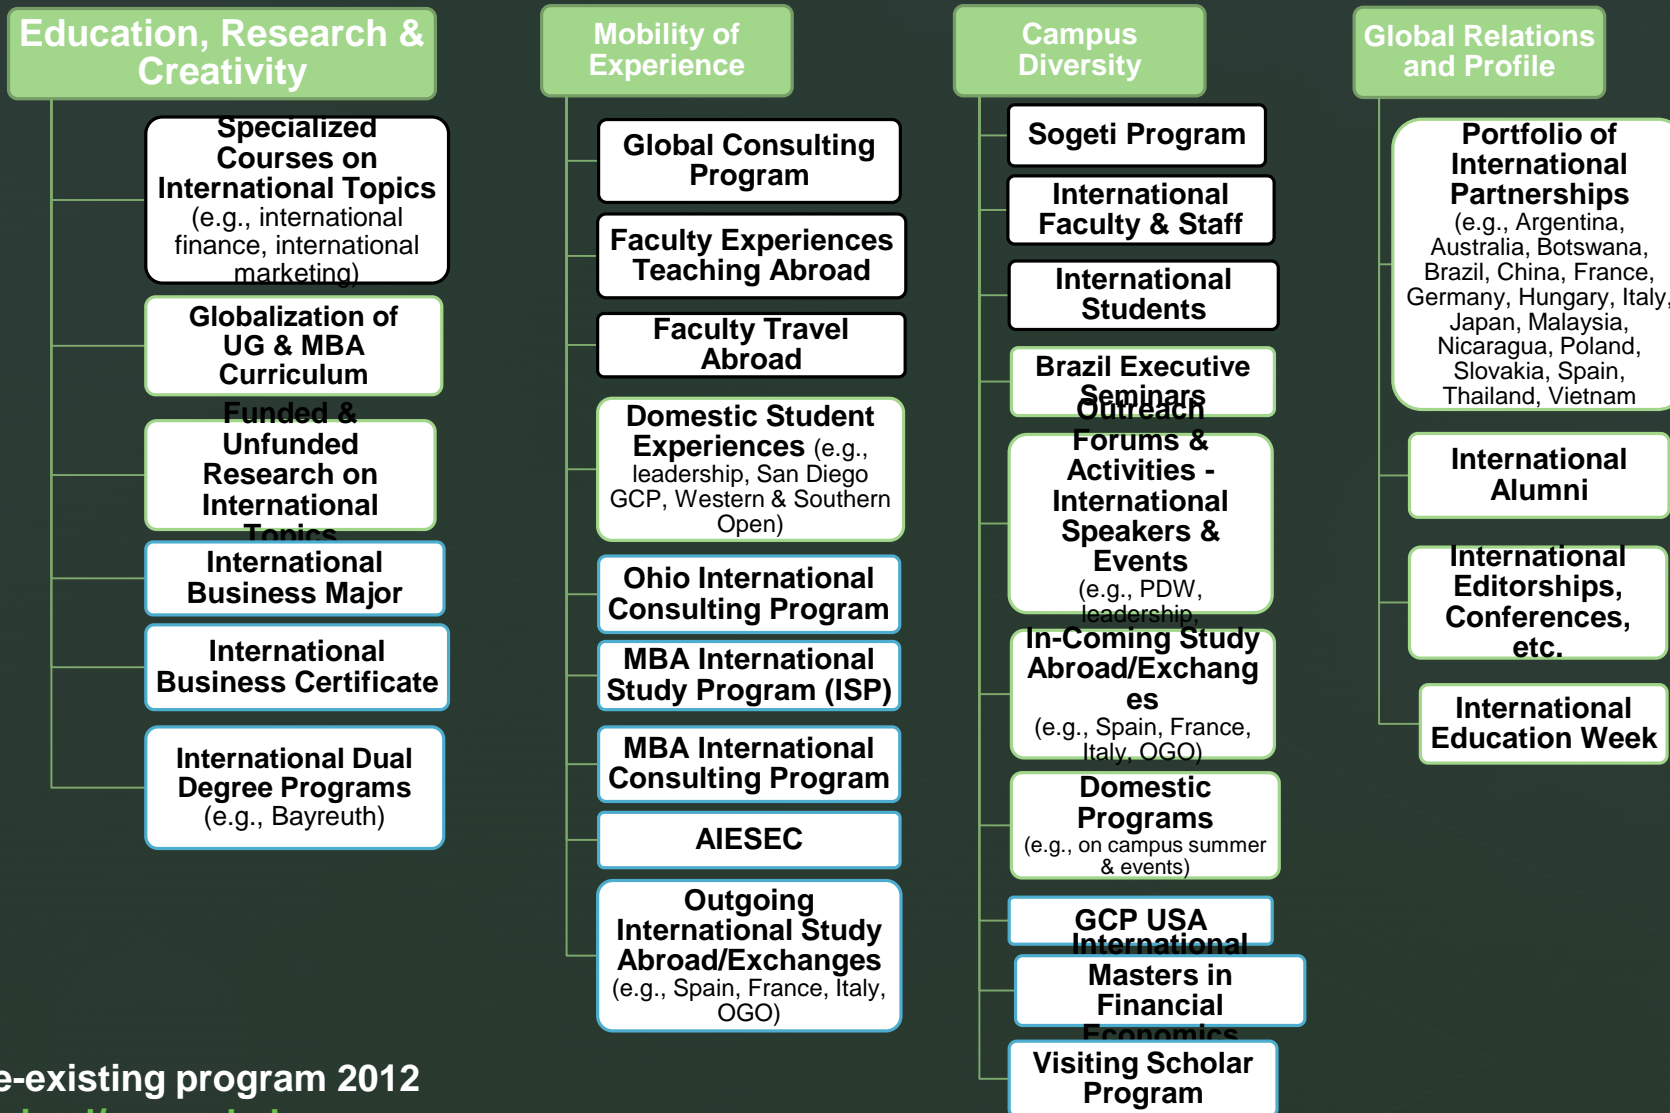 Education, Research &
Creativity
Specialized
Courses on
International Topics
(e.g., international
finance, international
marketing)
Globalization of
UG & MBA
Curriculum
Funded &
Unfunded
Research on
International
Topics
International
Business Major
International
Business Certificate
International Dual
Degree Programs
(e.g., Bayreuth)
Mobility of
Experience
Global Consulting
Program
Faculty Experiences
Teaching Abroad
Faculty Travel
Abroad
Domestic Student
Experiences (e.g.,
leadership, San Diego
GCP, Western & Southern
Open)
Ohio International
Consulting Program
MBA International
Study Program (ISP)
MBA International
Consulting Program
AIESEC
Outgoing
International Study
Abroad/Exchanges
(e.g., Spain, France, Italy,
OGO)
Campus
Diversity
Sogeti Program
International
Faculty & Staff
International
Students
Brazil Executive
Seminars
Outreach
Forums &
Activities -
International
Speakers &
Events
(e.g., PDW,
leadership,
In-Coming Study
Abroad/Exchang
es
(e.g., Spain, France,
Italy, OGO)
Domestic
Programs
(e.g., on campus summer
& events)
GCP USA
International
Masters in
Financial
Economics
Visiting Scholar
Program
Global Relations
and Profile
Portfolio of
International
Partnerships
(e.g., Argentina,
Australia, Botswana,
Brazil, China, France,
Germany, Hungary, Italy,
Japan, Malaysia,
Nicaragua, Poland,
Slovakia, Spain,
Thailand, Vietnam
International
Alumni
International
Editorships,
Conferences,
etc.
International
Education Week
e-existing program 2012